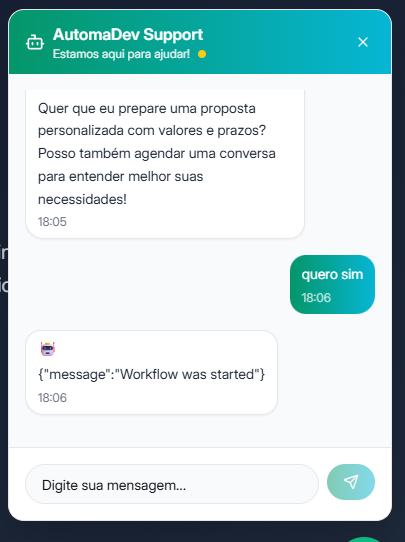 AutomaDev Support
Estamos aqui para ajudar!
Quer que eu prepare uma proposta
personalizada com valores e prazos?
Posso também agendar uma conversa
para entender melhor suas
necessidades!
18:05
quero sim
18:06
{"message":"Workflow was started"}
18:06
Digite sua mensagem...